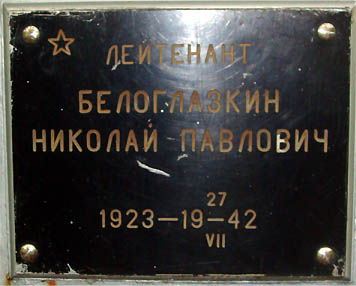 ЛЕЙТЕНАНТ
БЕЛОГЛАЗКИН
НИКОЛАЙ ПАВЛОВИЧ
27
1923—19—42
VII